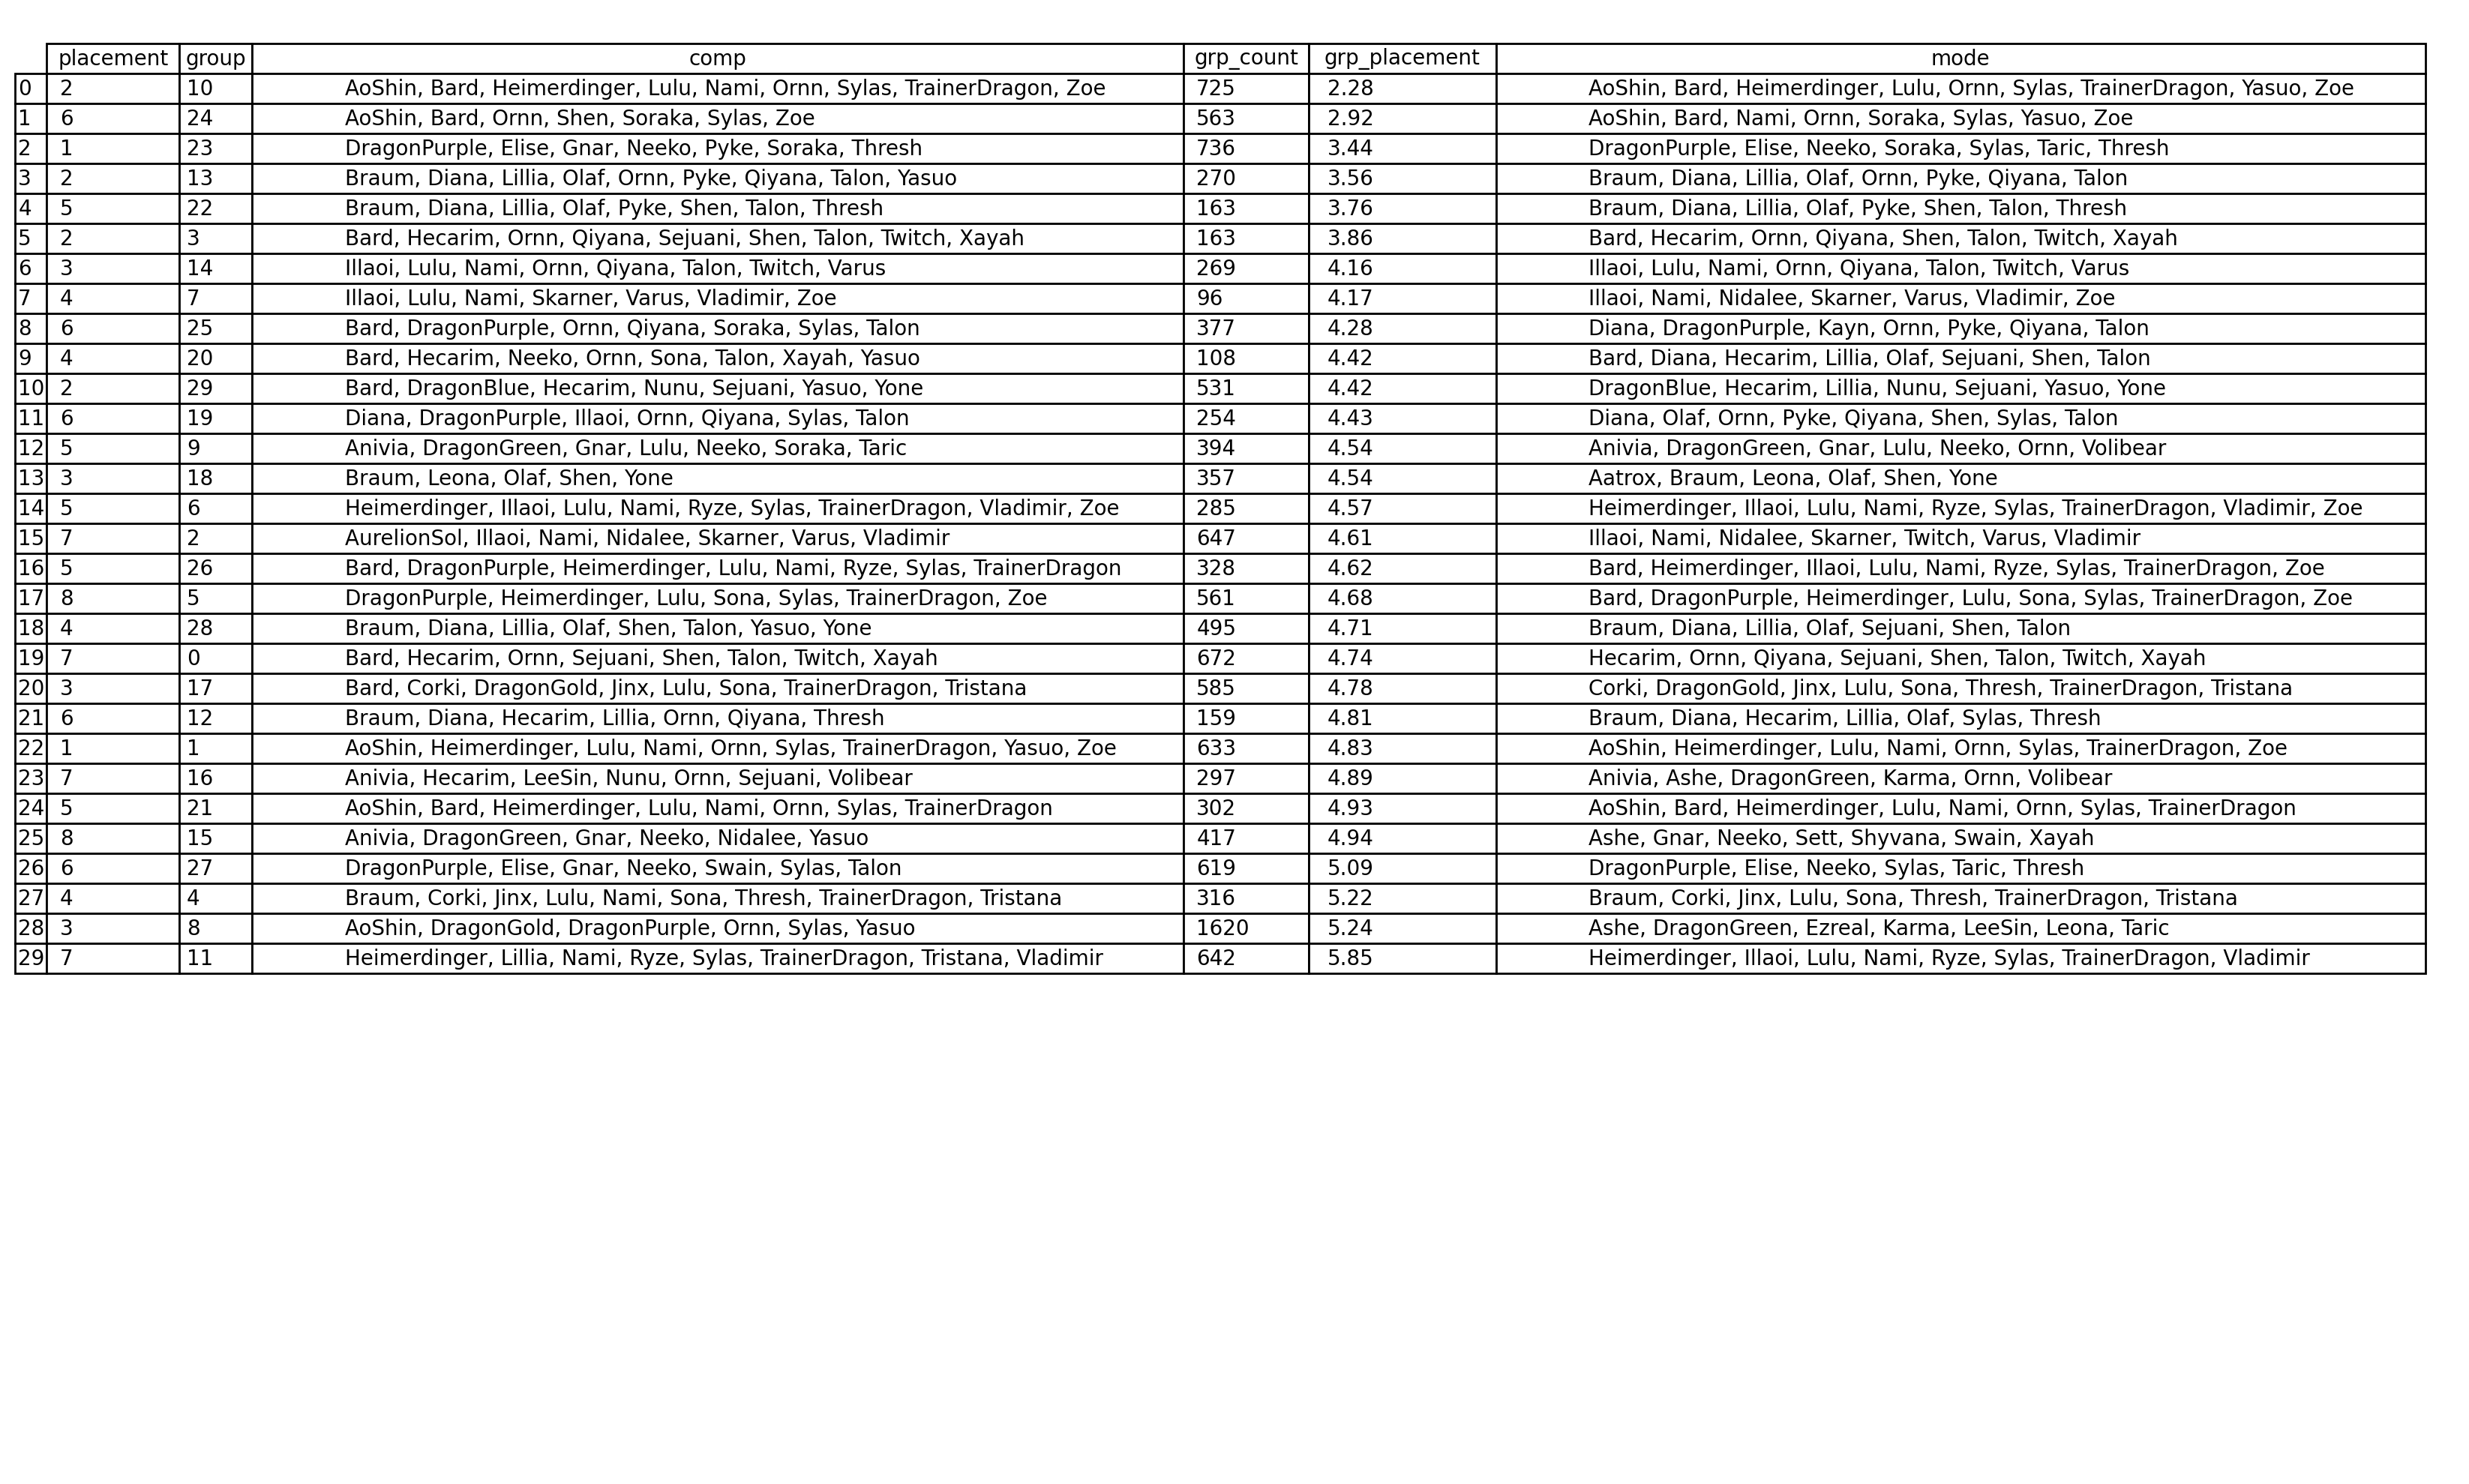 placement group comp grp_count grp_placement mode
0 2 10 AoShin, Bard, Heimerdinger, Lulu, Nami, Ornn, Sylas, TrainerDragon, Zoe 725 2.28 AoShin, Bard, Heimerdinger, Lulu, Ornn, Sylas, TrainerDragon, Yasuo, Zoe
1 6 24 AoShin, Bard, Ornn, Shen, Soraka, Sylas, Zoe 563 2.92 AoShin, Bard, Nami, Ornn, Soraka, Sylas, Yasuo, Zoe
2 1 23 DragonPurple, Elise, Gnar, Neeko, Pyke, Soraka, Thresh 736 3.44 DragonPurple, Elise, Neeko, Soraka, Sylas, Taric, Thresh
3 2 13 Braum, Diana, Lillia, Olaf, Ornn, Pyke, Qiyana, Talon, Yasuo 270 3.56 Braum, Diana, Lillia, Olaf, Ornn, Pyke, Qiyana, Talon
4 5 22 Braum, Diana, Lillia, Olaf, Pyke, Shen, Talon, Thresh 163 3.76 Braum, Diana, Lillia, Olaf, Pyke, Shen, Talon, Thresh
5 2 3 Bard, Hecarim, Ornn, Qiyana, Sejuani, Shen, Talon, Twitch, Xayah 163 3.86 Bard, Hecarim, Ornn, Qiyana, Shen, Talon, Twitch, Xayah
6 3 14 Illaoi, Lulu, Nami, Ornn, Qiyana, Talon, Twitch, Varus 269 4.16 Illaoi, Lulu, Nami, Ornn, Qiyana, Talon, Twitch, Varus
7 4 7 Illaoi, Lulu, Nami, Skarner, Varus, Vladimir, Zoe 96 4.17 Illaoi, Nami, Nidalee, Skarner, Varus, Vladimir, Zoe
8 6 25 Bard, DragonPurple, Ornn, Qiyana, Soraka, Sylas, Talon 377 4.28 Diana, DragonPurple, Kayn, Ornn, Pyke, Qiyana, Talon
9 4 20 Bard, Hecarim, Neeko, Ornn, Sona, Talon, Xayah, Yasuo 108 4.42 Bard, Diana, Hecarim, Lillia, Olaf, Sejuani, Shen, Talon
10 2 29 Bard, DragonBlue, Hecarim, Nunu, Sejuani, Yasuo, Yone 531 4.42 DragonBlue, Hecarim, Lillia, Nunu, Sejuani, Yasuo, Yone
11 6 19 Diana, DragonPurple, Illaoi, Ornn, Qiyana, Sylas, Talon 254 4.43 Diana, Olaf, Ornn, Pyke, Qiyana, Shen, Sylas, Talon
12 5 9 Anivia, DragonGreen, Gnar, Lulu, Neeko, Soraka, Taric 394 4.54 Anivia, DragonGreen, Gnar, Lulu, Neeko, Ornn, Volibear
13 3 18 Braum, Leona, Olaf, Shen, Yone 357 4.54 Aatrox, Braum, Leona, Olaf, Shen, Yone
14 5 6 Heimerdinger, Illaoi, Lulu, Nami, Ryze, Sylas, TrainerDragon, Vladimir, Zoe 285 4.57 Heimerdinger, Illaoi, Lulu, Nami, Ryze, Sylas, TrainerDragon, Vladimir, Zoe
15 7 2 AurelionSol, Illaoi, Nami, Nidalee, Skarner, Varus, Vladimir 647 4.61 Illaoi, Nami, Nidalee, Skarner, Twitch, Varus, Vladimir
16 5 26 Bard, DragonPurple, Heimerdinger, Lulu, Nami, Ryze, Sylas, TrainerDragon 328 4.62 Bard, Heimerdinger, Illaoi, Lulu, Nami, Ryze, Sylas, TrainerDragon, Zoe
17 8 5 DragonPurple, Heimerdinger, Lulu, Sona, Sylas, TrainerDragon, Zoe 561 4.68 Bard, DragonPurple, Heimerdinger, Lulu, Sona, Sylas, TrainerDragon, Zoe
18 4 28 Braum, Diana, Lillia, Olaf, Shen, Talon, Yasuo, Yone 495 4.71 Braum, Diana, Lillia, Olaf, Sejuani, Shen, Talon
19 7 0 Bard, Hecarim, Ornn, Sejuani, Shen, Talon, Twitch, Xayah 672 4.74 Hecarim, Ornn, Qiyana, Sejuani, Shen, Talon, Twitch, Xayah
20 3 17 Bard, Corki, DragonGold, Jinx, Lulu, Sona, TrainerDragon, Tristana 585 4.78 Corki, DragonGold, Jinx, Lulu, Sona, Thresh, TrainerDragon, Tristana
21 6 12 Braum, Diana, Hecarim, Lillia, Ornn, Qiyana, Thresh 159 4.81 Braum, Diana, Hecarim, Lillia, Olaf, Sylas, Thresh
22 1 1 AoShin, Heimerdinger, Lulu, Nami, Ornn, Sylas, TrainerDragon, Yasuo, Zoe 633 4.83 AoShin, Heimerdinger, Lulu, Nami, Ornn, Sylas, TrainerDragon, Zoe
23 7 16 Anivia, Hecarim, LeeSin, Nunu, Ornn, Sejuani, Volibear 297 4.89 Anivia, Ashe, DragonGreen, Karma, Ornn, Volibear
24 5 21 AoShin, Bard, Heimerdinger, Lulu, Nami, Ornn, Sylas, TrainerDragon 302 4.93 AoShin, Bard, Heimerdinger, Lulu, Nami, Ornn, Sylas, TrainerDragon
25 8 15 Anivia, DragonGreen, Gnar, Neeko, Nidalee, Yasuo 417 4.94 Ashe, Gnar, Neeko, Sett, Shyvana, Swain, Xayah
26 6 27 DragonPurple, Elise, Gnar, Neeko, Swain, Sylas, Talon 619 5.09 DragonPurple, Elise, Neeko, Sylas, Taric, Thresh
27 4 4 Braum, Corki, Jinx, Lulu, Nami, Sona, Thresh, TrainerDragon, Tristana 316 5.22 Braum, Corki, Jinx, Lulu, Sona, Thresh, TrainerDragon, Tristana
28 3 8 AoShin, DragonGold, DragonPurple, Ornn, Sylas, Yasuo 1620 5.24 Ashe, DragonGreen, Ezreal, Karma, LeeSin, Leona, Taric
29 7 11 Heimerdinger, Lillia, Nami, Ryze, Sylas, TrainerDragon, Tristana, Vladimir 642 5.85 Heimerdinger, Illaoi, Lulu, Nami, Ryze, Sylas, TrainerDragon, Vladimir